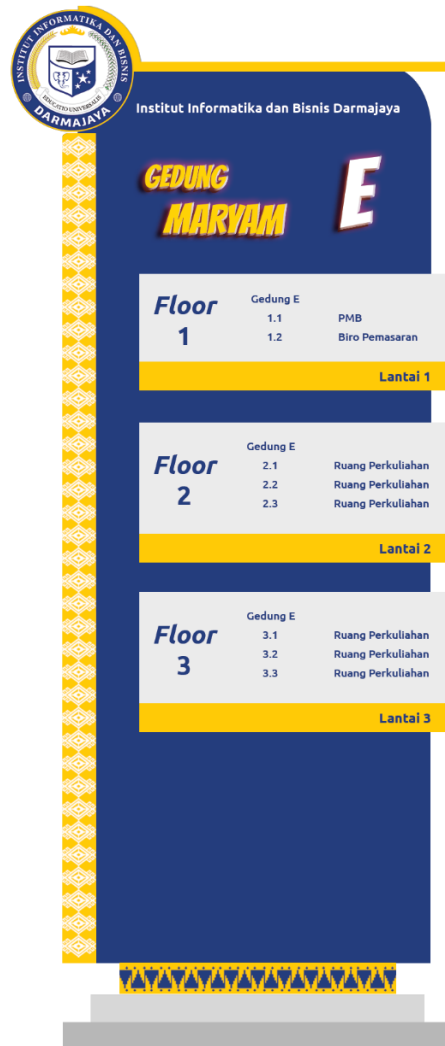 INSTITUT INFORMATIKA DAN BISNIS
EDUCATIO UNIVERSALIS
DARMAJAYA
Institut Informatika dan Bisnis Darmajaya
GEDUNG
MARYAM
E
Floor
1
Gedung E
1.1 PMB
1.2 Biro Pemasaran
Lantai 1
Floor
2
Gedung E
2.1 Ruang Perkuliahan
2.2 Ruang Perkuliahan
2.3 Ruang Perkuliahan
Lantai 2
Floor
3
Gedung E
3.1 Ruang Perkuliahan
3.2 Ruang Perkuliahan
3.3 Ruang Perkuliahan
Lantai 3